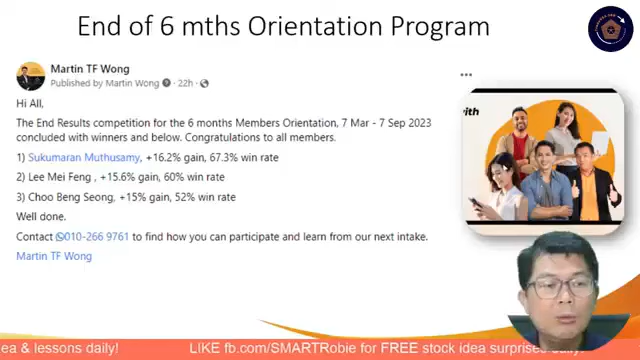 End of 6 mths Orientation Program
Martin TF Wong
Published by Martin Wong · 22h ·
Hi All,
The End Results competition for the 6 months Members Orientation, 7 Mar - 7 Sep 2023
concluded with winners and below. Congratulations to all members.
1) Sukumaran Muthusamy, +16.2% gain, 67.3% win rate
2) Lee Mei Feng , +15.6% gain, 60% win rate
3) Choo Beng Seong, +15% gain, 52% win rate
Well done.
Contact 010-266 9761 to find how you can participate and learn from our next intake.
Martin TF Wong
with
ea & lessons daily! LIKE fb.com/SMARTRobie for FREE stock idea surprises daily!